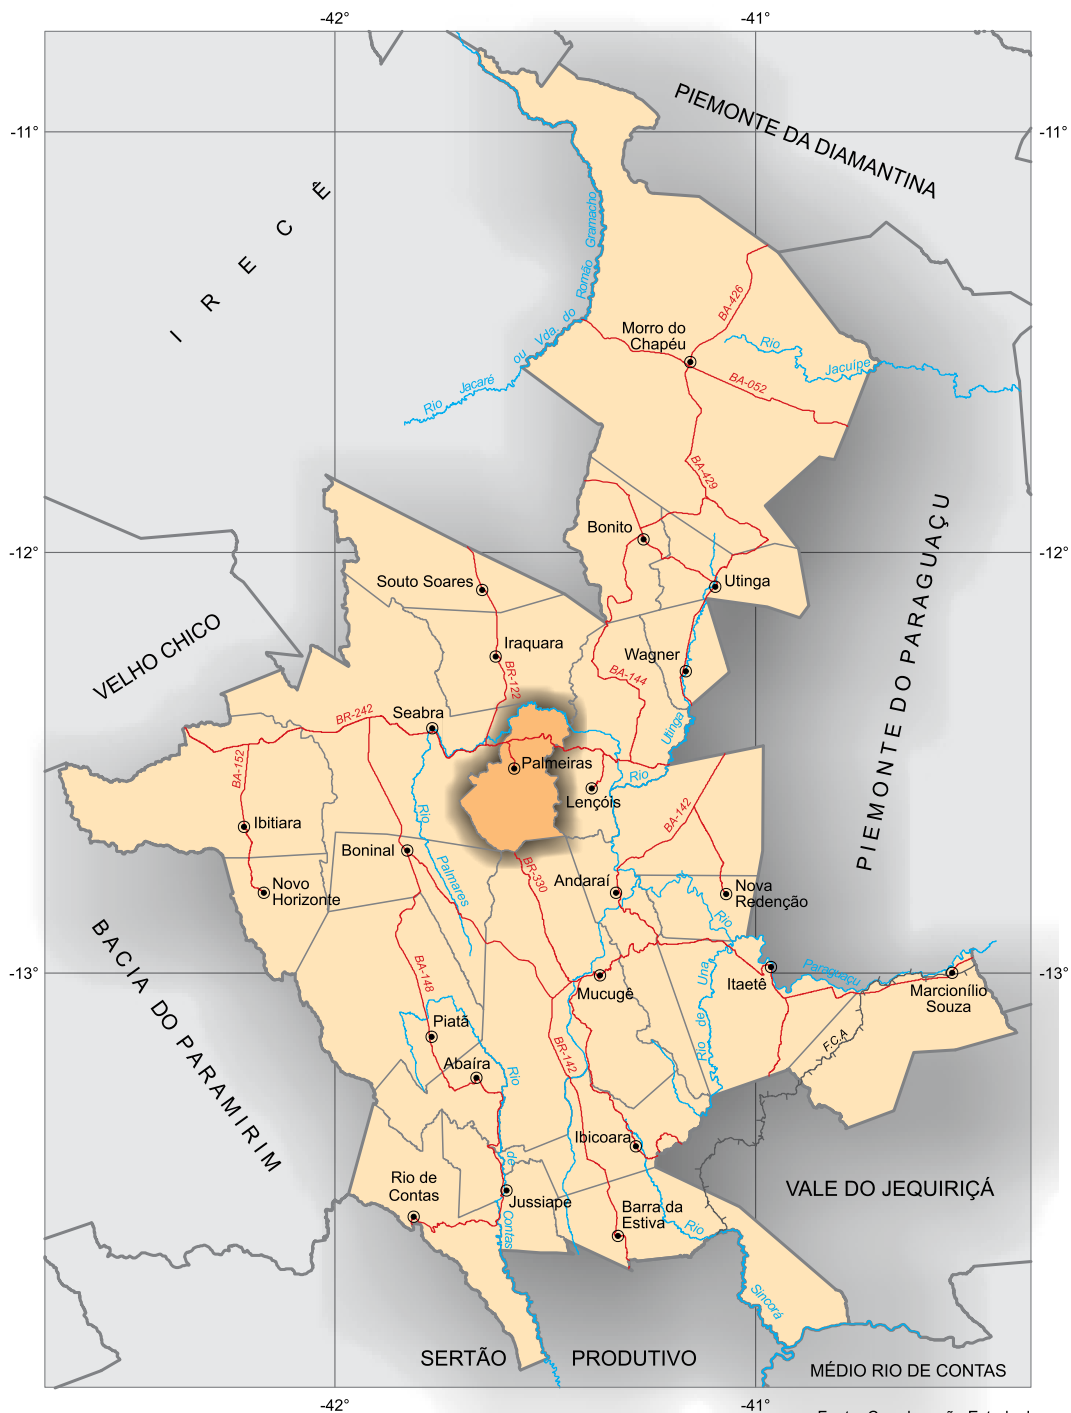 -42°
-41°
-11°
-11°
PIEMONTE DA DIAMANTINA
IRECÊ
Rio Jacaré ou Vda. do Romão Gramacho
BA-426
Morro do
Chapéu
Rio Jacuípe
BA-052
BA-429
PIEMONTE DO PARAGUAÇU
Bonito
-12°
-12°
Souto Soares
Utinga
VELHO CHICO
Iraquara
Wagner
BR-122
BA-144
Seabra
BR-242
Utinga
Rio
BA-152
Palmeiras
Lençóis
BA-142
Rio
Ibitiara
Boninal
Palmares
BR-330
Andaraí
Novo
Horizonte
Nova
Redenção
Rio
BACIA DO PARAMIRIM
-13°
-13°
BA-148
Mucugê
Rio de Una
Itaetê
Paraguaçu
Marcionílio
Souza
Piatã
F.C.A
BR-142
Abaíra
Rio
Ibicoara
de
Rio de
Contas
VALE DO JEQUIRIÇÁ
Jussiape
Barra da
Estiva
Contas
Rio
Sincorá
SERTÃO PRODUTIVO
MÉDIO RIO DE CONTAS
-42°
-41°